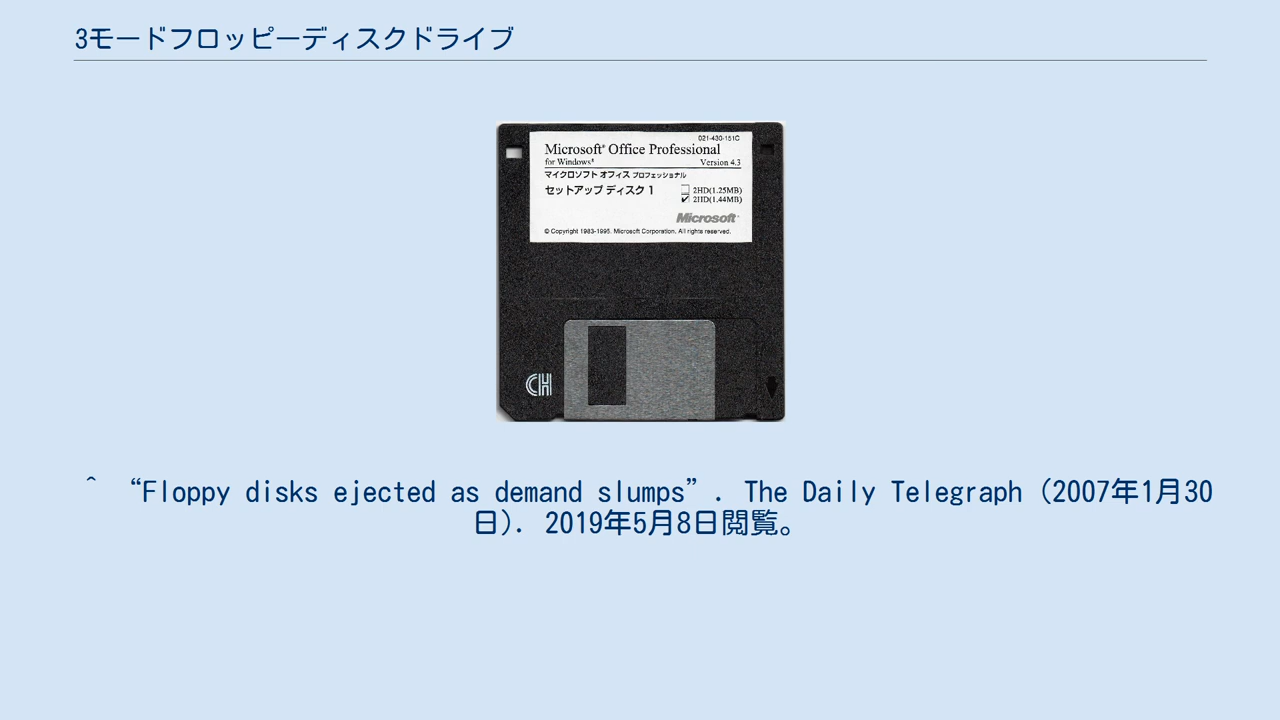 3モードフロッピーディスクドライブ
021-430-151C
Microsoft® Office Professional
for Windows® Version 4.3
マイクロソフト オフィス プロフェッショナル
セットアップ ディスク 1
2HD(1.25MB)
2HD(1.44MB)
Microsoft®
© Copyright 1983-1995. Microsoft Corporation. All rights reserved.
CH
^ “Floppy disks ejected as demand slumps”. The Daily Telegraph (2007年1月30
日). 2019年5月8日閲覧。